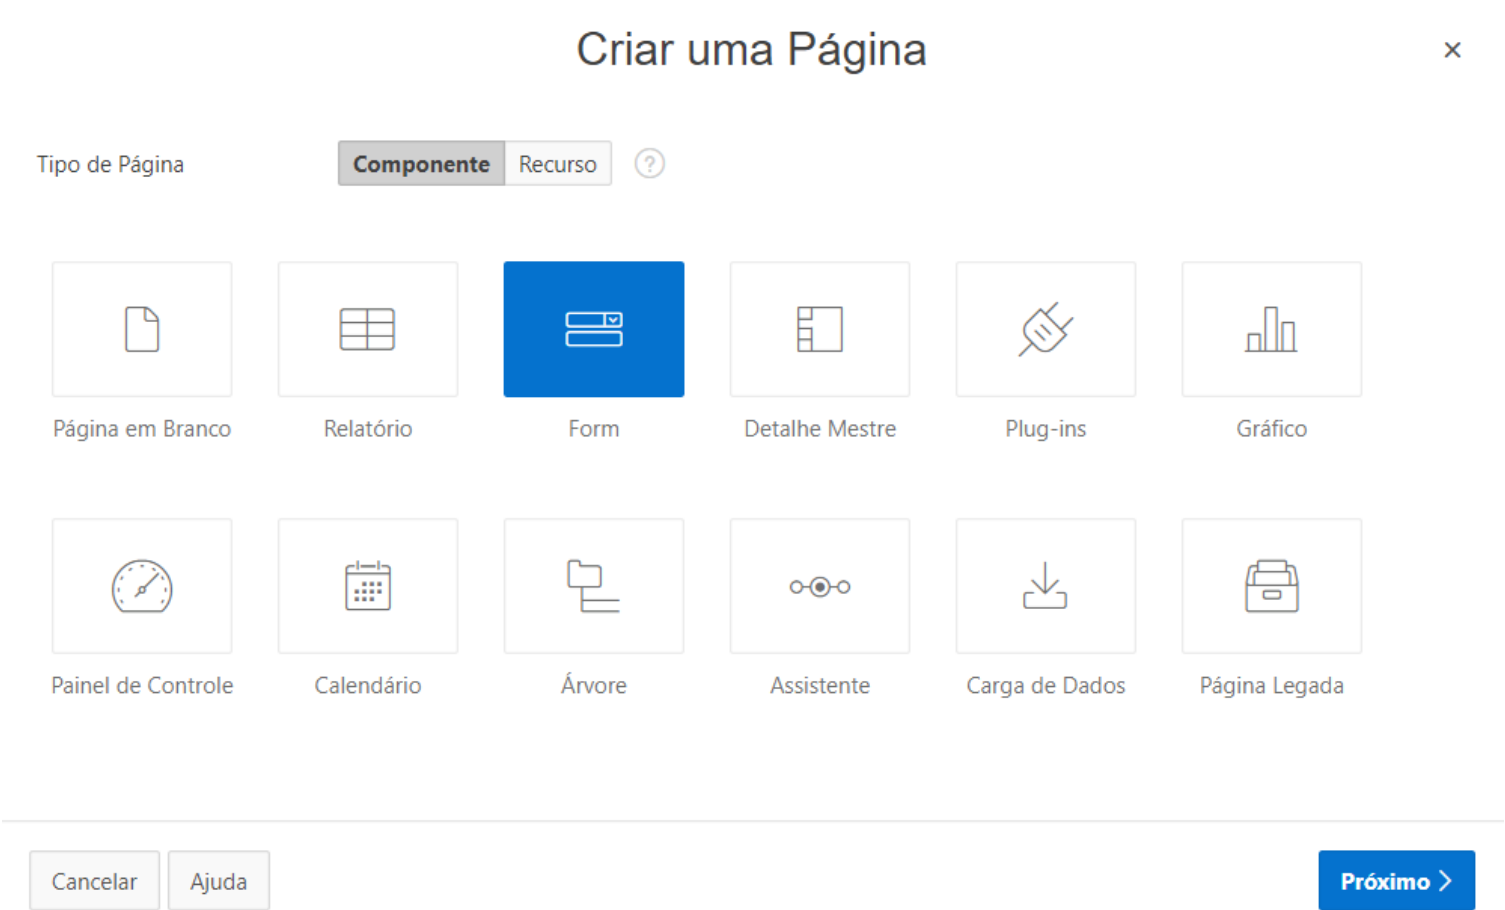 Criar uma Página
Tipo de Página
Componente Recurso ?
Página em Branco Relatório Form Detalhe Mestre Plug-ins Gráfico
Painel de Controle Calendário Árvore Assistente Carga de Dados Página Legada
Cancelar Ajuda Próximo